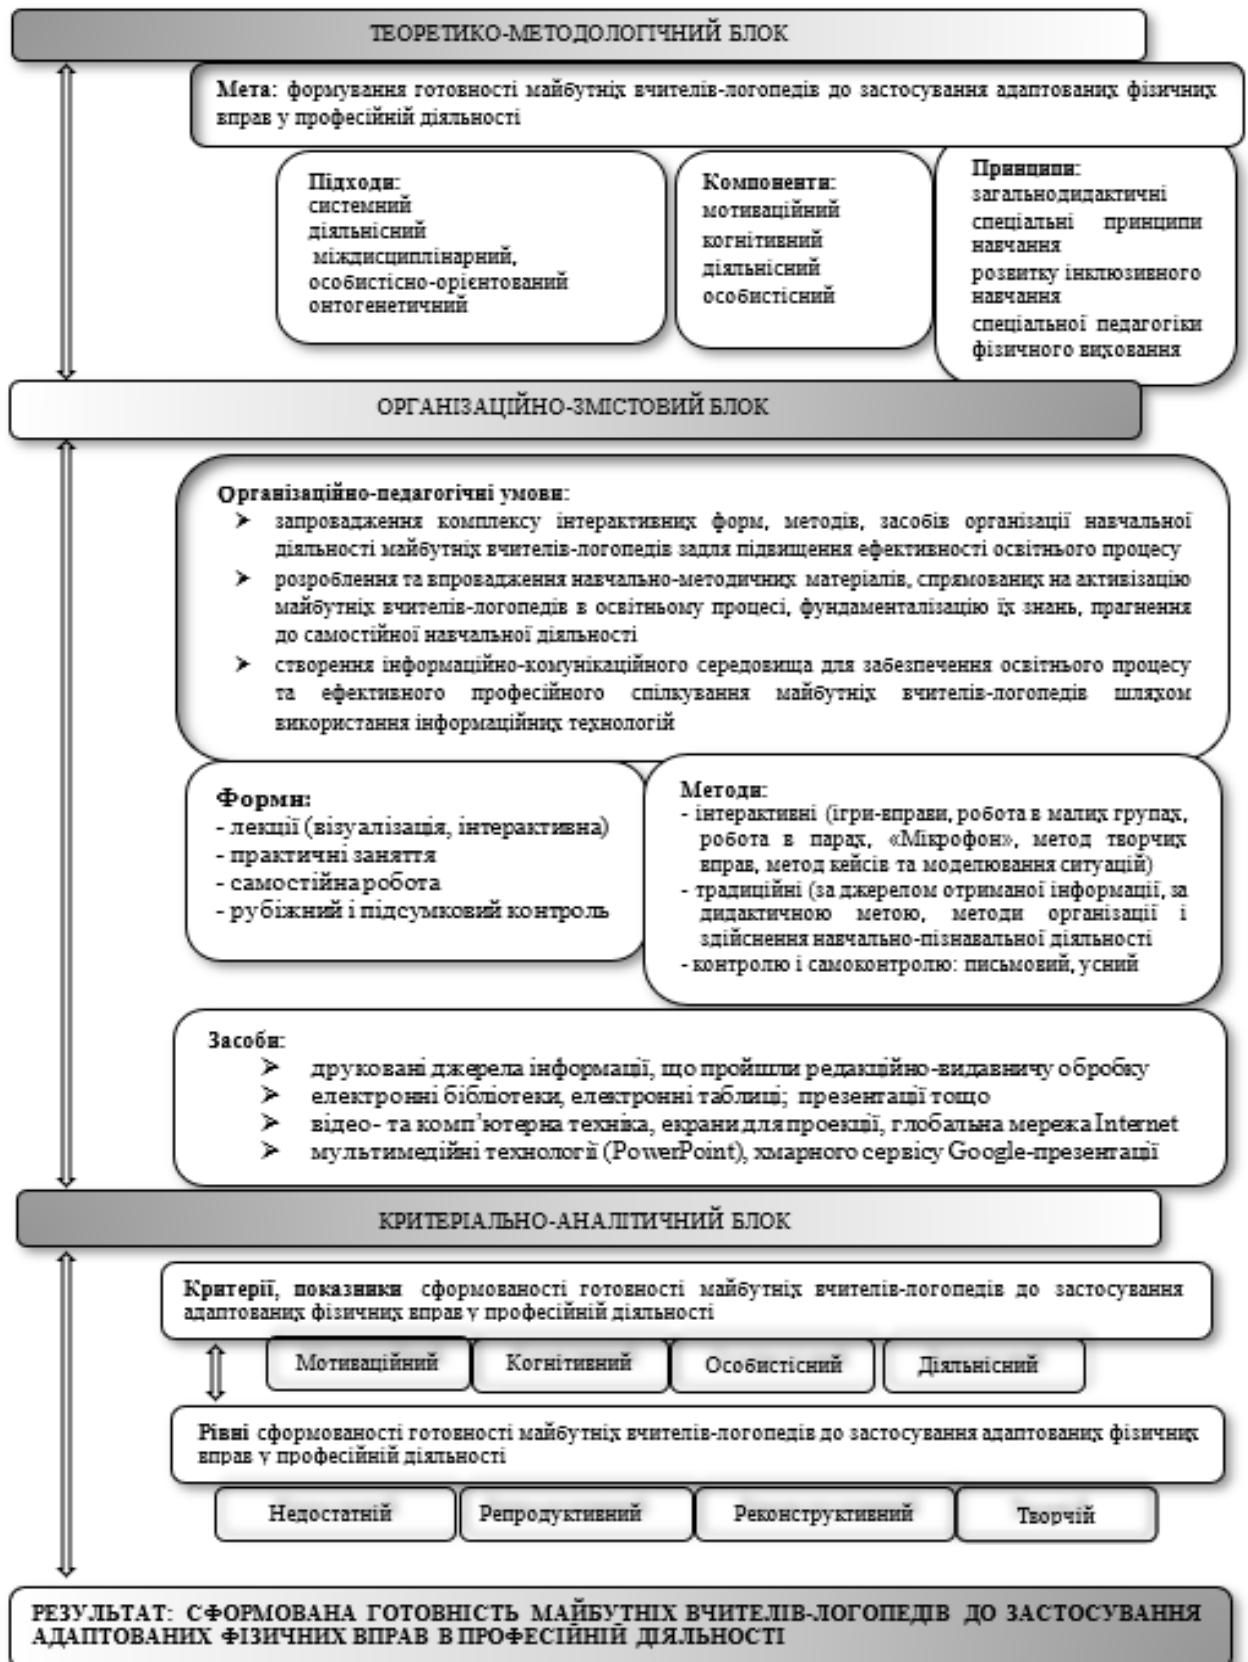 ТЕОРЕТИКО-МЕТОДОЛОГІЧНИЙ БЛОК
Мета: формування готовності майбутніх вчителів-логопедів до застосування адаптованих фізичних
вправ у професійній діяльності
Підходи:
системний
діяльнісний
міждисциплінарний,
особистісно-орієнтований
онтогенетичний
Компоненти:
мотиваційний
когнітивний
діяльнісний
особистісний
Принципи:
загальнодидактичні
спеціальні принципи
навчання
розвитку інклюзивного
навчання
спеціальної педагогіки
фізичного виховання
ОРГАНІЗАЦІЙНО-ЗМІСТОВИЙ БЛОК
Організаційно-педагогічні умови:
➢ запровадження комплексу інтерактивних форм, методів, засобів організації навчальної
діяльності майбутніх вчителів-логопедів задля підвищення ефективності освітнього процесу
➢ розроблення та впровадження навчально-методичних матеріалів, спрямованих на активізацію
майбутніх вчителів-логопедів в освітньому процесі, фундаменталізацію їх знань, прагнення
до самостійної навчальної діяльності
➢ створення інформаційно-комунікаційного середовища для забезпечення освітнього процесу
та ефективного професійного спілкування майбутніх вчителів-логопедів шляхом
використання інформаційних технологій
Форми:
- лекції (візуалізація, інтерактивна)
- практичні заняття
- самостійна робота
- рубіжний і підсумковий контроль
Методи:
- інтерактивні (ігри-вправи, робота в малих групах,
робота в парах, «Мікрофон», метод творчих
вправ, метод кейсів та моделювання ситуацій)
- традиційні (за джерелом отриманої інформації, за
дидактичною метою, методи організації і
здійснення навчально-пізнавальної діяльності
- контролю і самоконтролю: письмовий, усний
Засоби:
➢ друковані джерела інформації, що пройшли редакційно-видавничу обробку
➢ електронні бібліотеки, електронні таблиці; презентації тощо
➢ відео- та комп’ютерна техніка, екрани для проекції, глобальна мережа Internet
➢ мультимедійні технології (PowerPoint), хмарного сервісу Google-презентації
КРИТЕРІАЛЬНО-АНАЛІТИЧНИЙ БЛОК
Критерії, показники сформованості готовності майбутніх вчителів-логопедів до застосування
адаптованих фізичних вправ у професійній діяльності
Мотиваційний
Когнітивний
Особистісний
Діяльнісний
Рівні сформованості готовності майбутніх вчителів-логопедів до застосування адаптованих фізичних
вправ у професійній діяльності
Недостатній
Репродуктивний
Реконструктивний
Творчій
РЕЗУЛЬТАТ: СФОРМОВАНА ГОТОВНІСТЬ МАЙБУТНІХ ВЧИТЕЛІВ-ЛОГОПЕДІВ ДО ЗАСТОСУВАННЯ
АДАПТОВАНИХ ФІЗИЧНИХ ВПРАВ В ПРОФЕСІЙНІЙ ДІЯЛЬНОСТІ